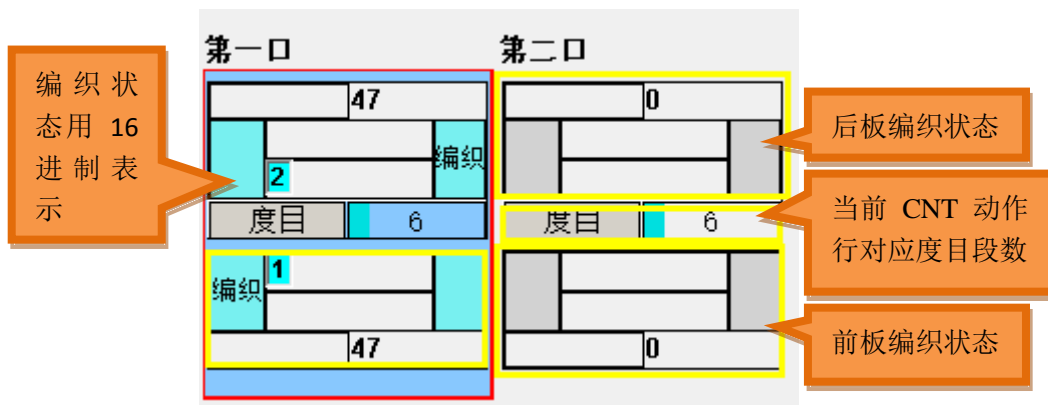 第一口
第二口
编织状
态用 16
进制表
示
47
编织
2
度目 6
1
编织
47
0
度目 6
0
后板编织状态
当前 CNT 动作
行对应度目段数
前板编织状态